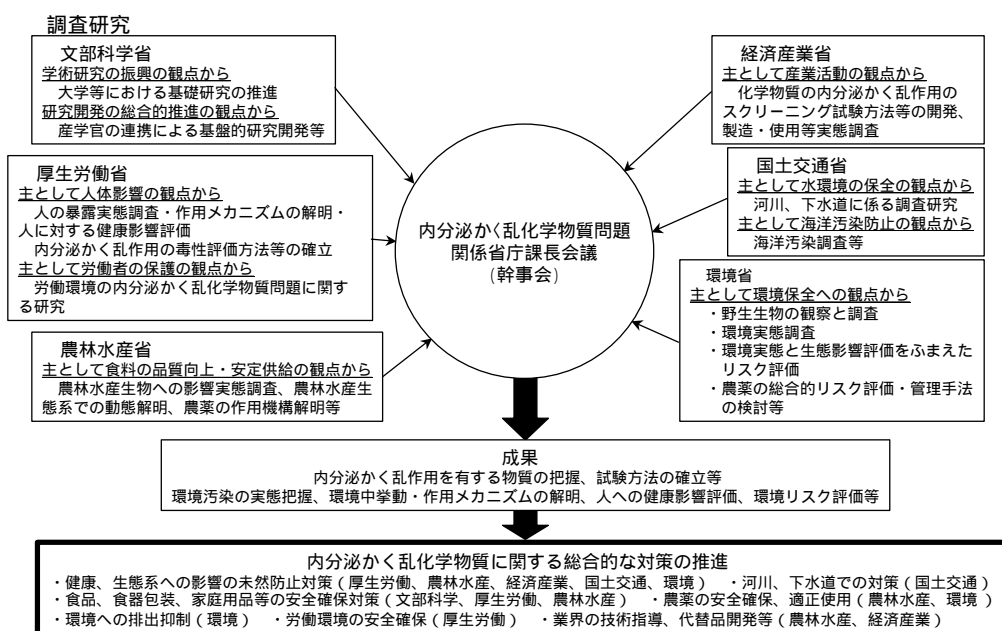 調査研究
文部科学省
学術研究の振興の観点から
大学等における基礎研究の推進
研究開発の総合的推進の観点から
産学官の連携による基盤的研究開発等
厚生労働省
主として人体影響の観点から
人の暴露実態調査・作用メカニズムの解明・
人に対する健康影響評価
内分泌かく乱作用の毒性評価方法等の確立
主として労働者の保護の観点から
労働環境の内分泌かく乱化学物質問題に関す
る研究
農林水産省
主として食料の品質向上・安定供給の観点から
農林水産生物への影響実態調査、農林水産生
態系での動態解明、農薬の作用機構解明等
内分泌かく乱化学物質問題
関係省庁課長会議
(幹事会)
経済産業省
主として産業活動の観点から
化学物質の内分泌かく乱作用の
スクリーニング試験方法等の開発、
製造・使用等実態調査
国土交通省
主として水環境の保全の観点から
河川、下水道に係る調査研究
主として海洋汚染防止の観点から
海洋汚染調査等
環境省
主として環境保全への観点から
・野生生物の観察と調査
・環境実態調査
・環境実態と生態影響評価をふまえた
リスク評価
・農薬の総合的リスク評価・管理手法
の検討等
成果
内分泌かく乱作用を有する物質の把握、試験方法の確立等
環境汚染の実態把握、環境中挙動・作用メカニズムの解明、人への健康影響評価、環境リスク評価等
内分泌かく乱化学物質に関する総合的な対策の推進
・健康、生態系への影響の未然防止対策(厚生労働、農林水産、経済産業、国土交通、環境) ・河川、下水道での対策(国土交通)
・食品、食器包装、家庭用品等の安全確保対策(文部科学、厚生労働、農林水産) ・農薬の安全確保、適正使用(農林水産、環境)
・環境への排出抑制(環境) ・労働環境の安全確保(厚生労働) ・業界の技術指導、代替品開発等(農林水産、経済産業)